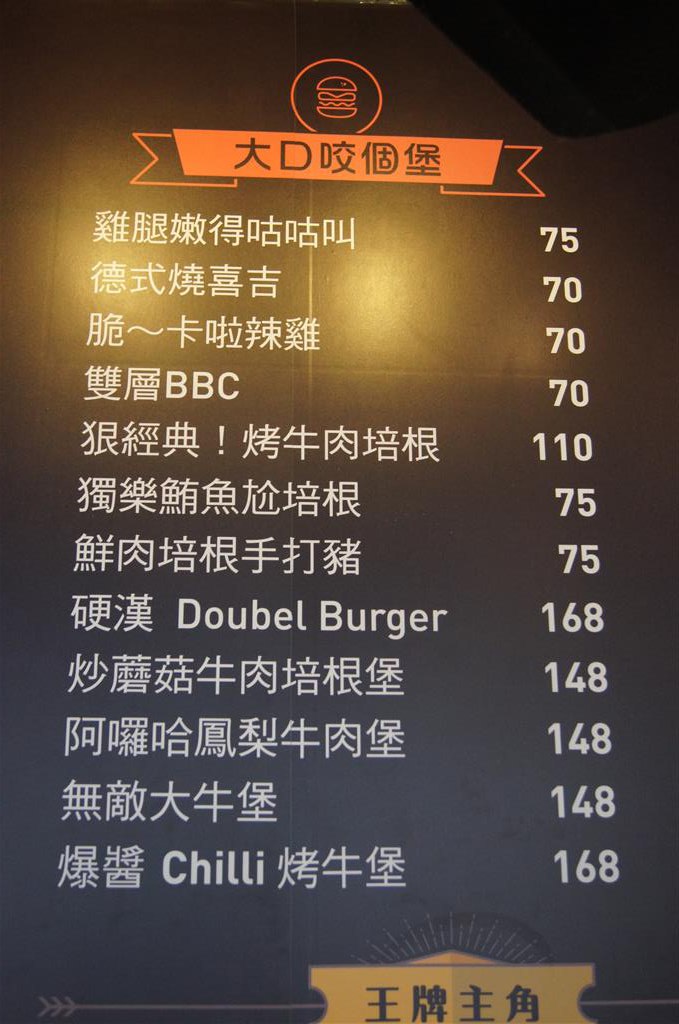 大口咬個堡
雞腿嫩得咕咕叫 75
德式燒喜吉 70
脆～卡啦辣雞 70
雙層BBC 70
狠經典！烤牛肉培根 110
獨樂鮪魚尬培根 75
鮮肉培根手打豬 75
硬漢 Doubel Burger 168
炒蘑菇牛肉培根堡 148
阿囉哈鳳梨牛肉堡 148
無敵大牛堡 148
爆醬 Chilli 烤牛堡 168
王牌主角